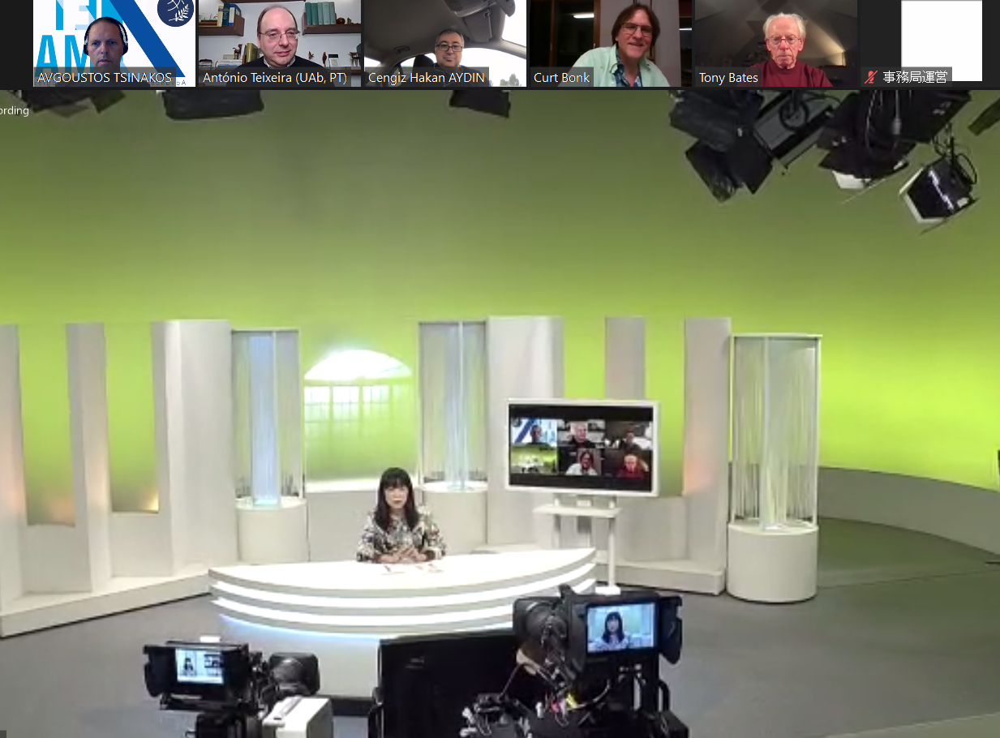 AVGOUSTOS TSINAKOS
António Teixeira (UAb, PT)
Cengiz Hakan AYDIN
Curt Bonk
Tony Bates
事務局運営
ording